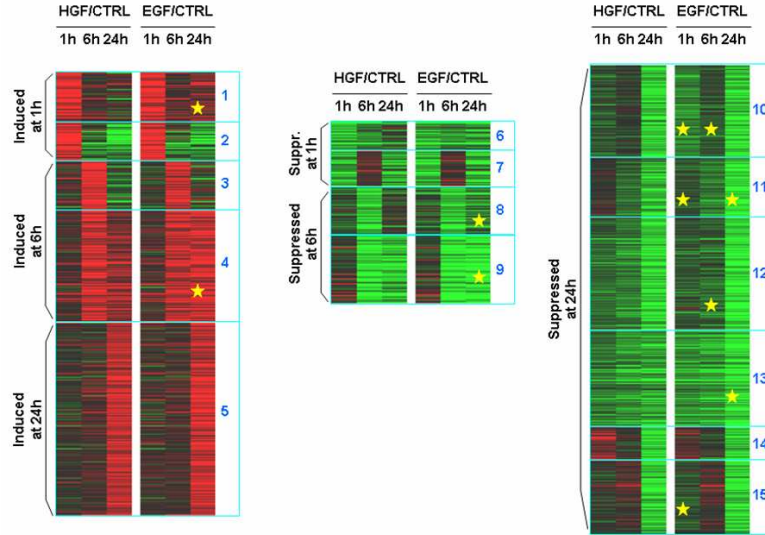 HGF/CTRL EGF/CTRL
1h 6h 24h 1h 6h 24h
Induced
at 1h
1
2
Induced
at 6h
3
4
Induced
at 24h
5
HGF/CTRL EGF/CTRL
1h 6h 24h 1h 6h 24h
Suppr.
at 1h
6
7
Suppressed
at 6h
8
9
HGF/CTRL EGF/CTRL
1h 6h 24h 1h 6h 24h
Suppressed
at 24h
10
11
12
13
14
15